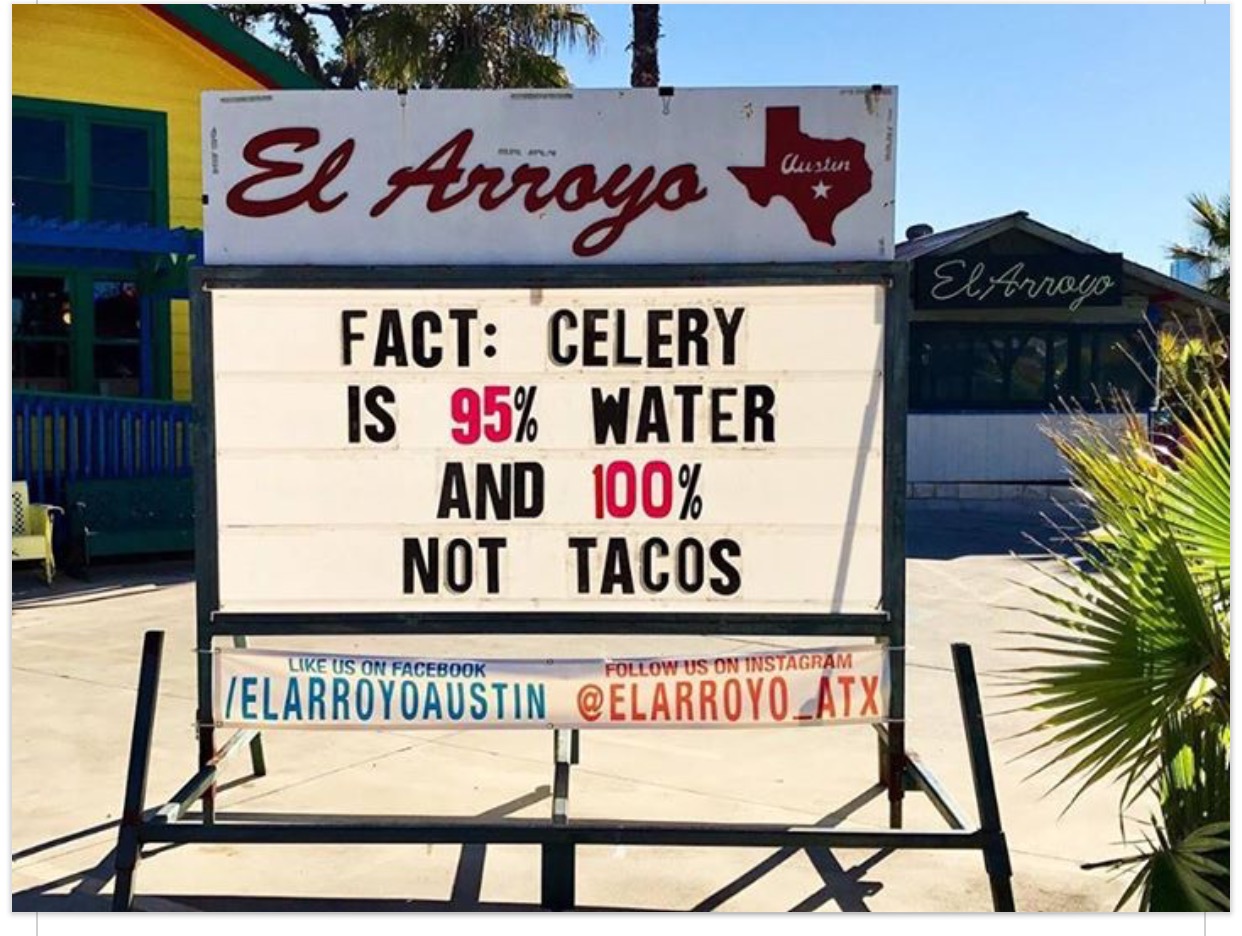 El Arroyo
Austin
El Arroyo
FACT: CELERY
IS 95% WATER
AND 100%
NOT TACOS
LIKE US ON FACEBOOK
/ELARROYOAUSTIN
FOLLOW US ON INSTAGRAM
@ELARROYO_ATX